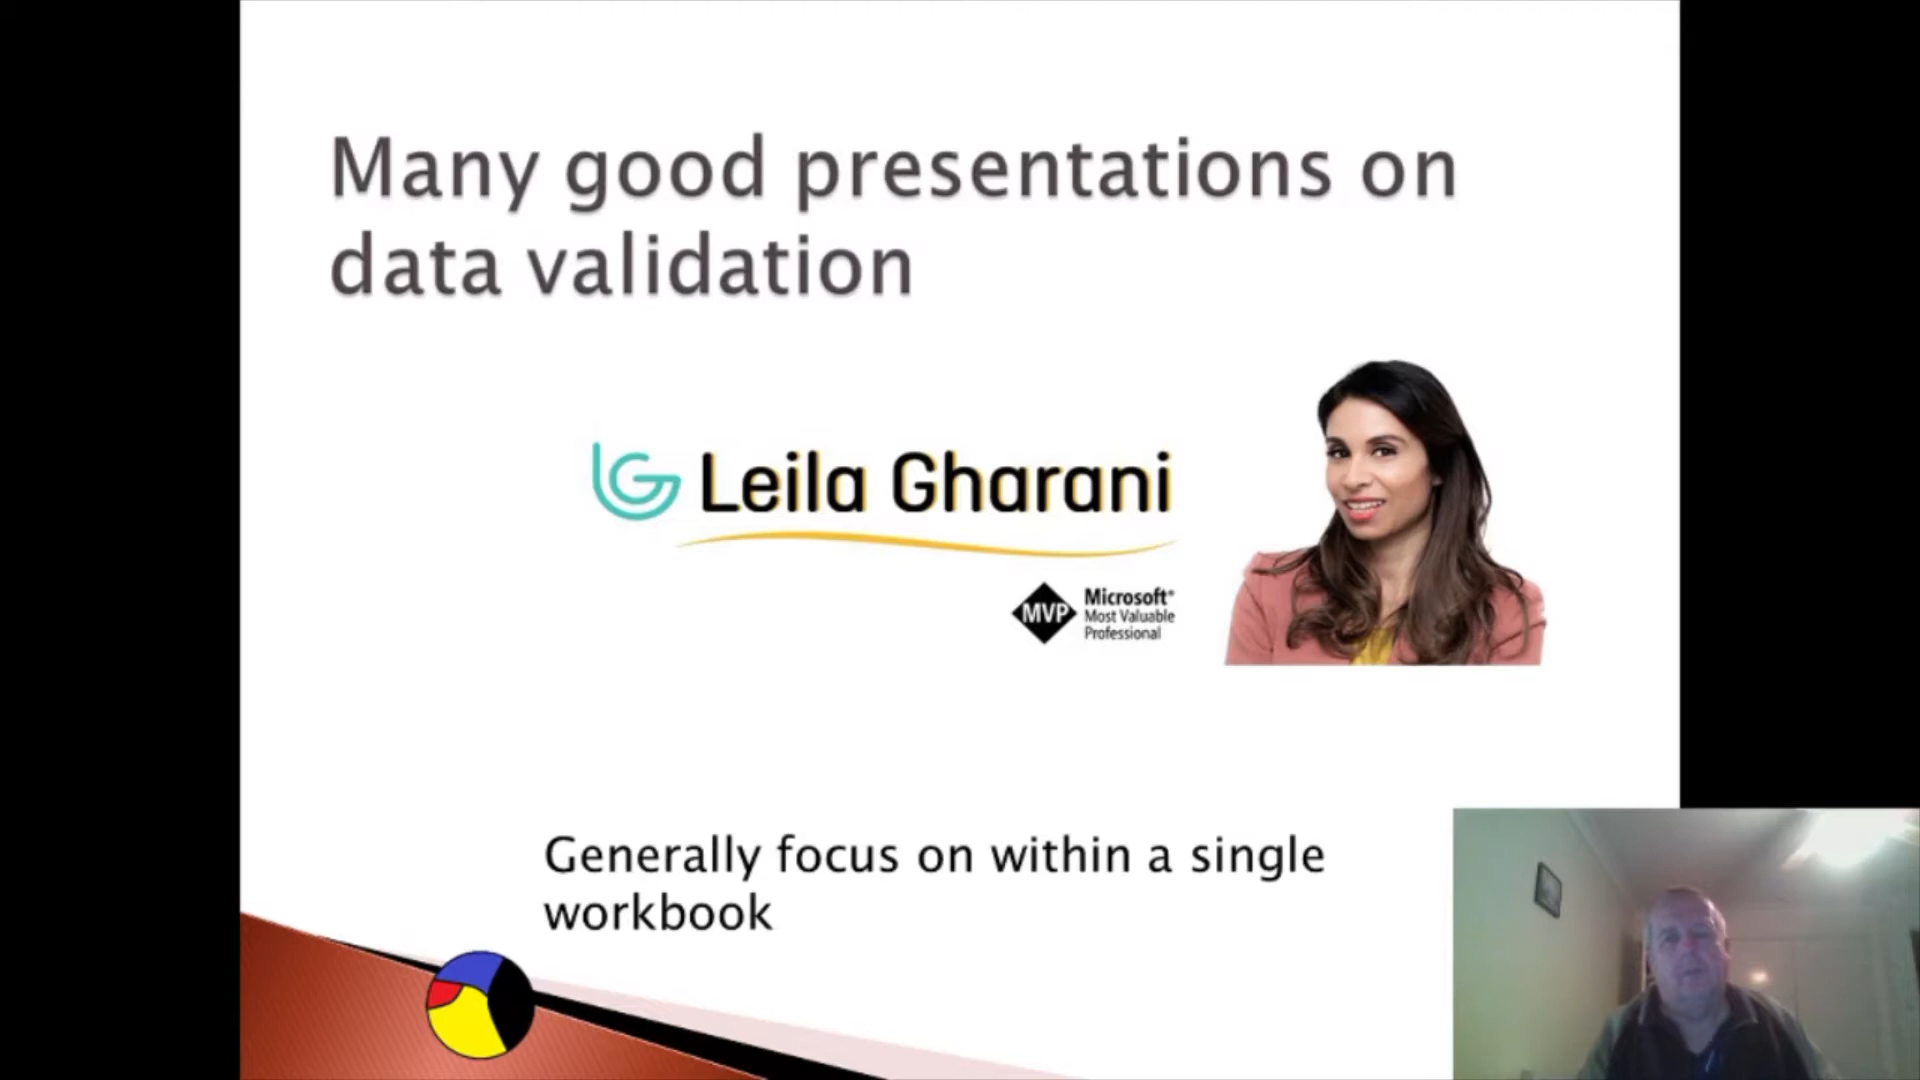 Many good presentations on
data validation
LG Leila Gharani
MVP
Microsoft®
Most Valuable
Professional
Generally focus on within a single
workbook